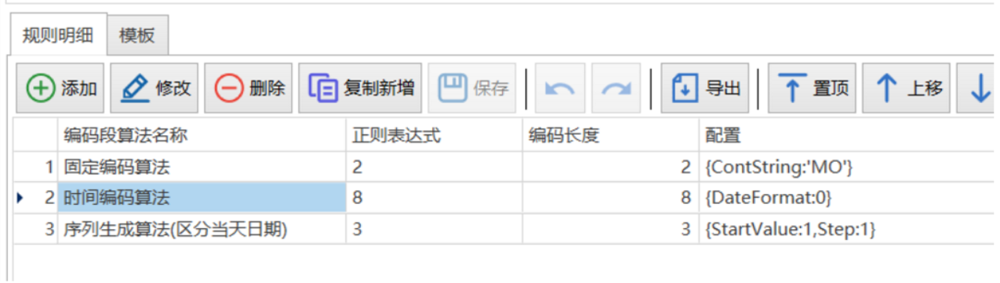 规则明细 模板
添加 修改 删除 复制新增 保存 导出 置顶 上移
编码段算法名称 正则表达式 编码长度 配置
1 固定编码算法 2 2 {ContString:'MO'}
2 时间编码算法 8 8 {DateFormat:0}
3 序列生成算法(区分当天日期) 3 3 {StartValue:1,Step:1}